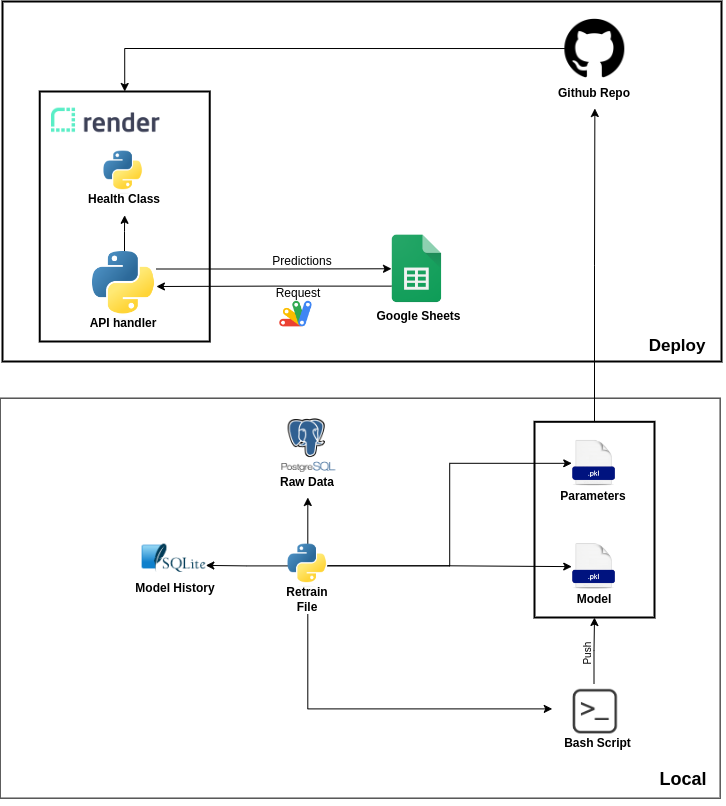 Github Repo
render
Health Class
Predictions
Request
API handler
Google Sheets
Deploy
PostgreSQL
Raw Data
.pkl
Parameters
SQLite
Model History
Retrain
File
.pkl
Model
Push
>_
Bash Script
Local